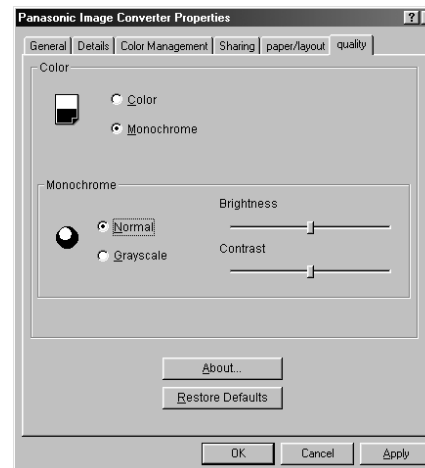 Panasonic Image Converter Properties ?
General Details Color Management Sharing paper/layout quality
Color
Color
Monochrome
Monochrome
Normal
Grayscale
Brightness
Contrast
About...
Restore Defaults
OK Cancel Apply